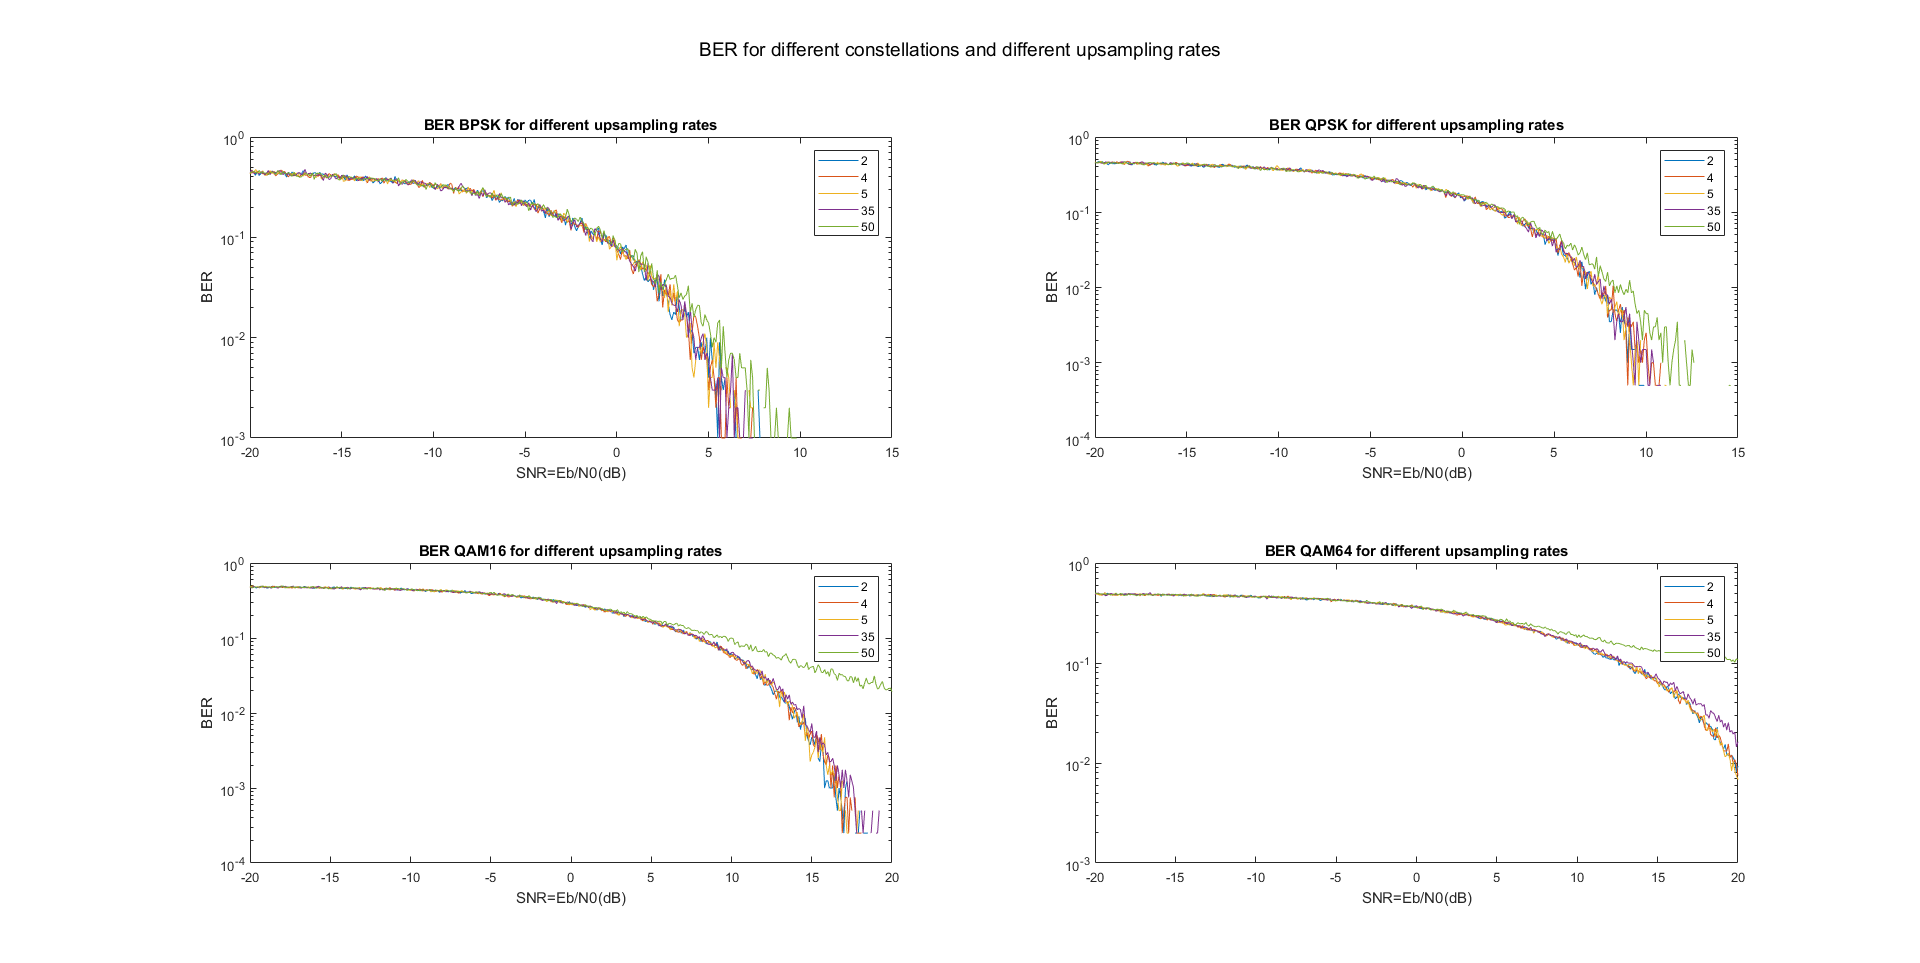 BER for different constellations and different upsampling rates
BER BPSK for different upsampling rates
10^0
10^-1
10^-2
10^-3
BER
-20 -15 -10 -5 0 5 10 15
SNR=Eb/N0(dB)
2
4
5
35
50
BER QPSK for different upsampling rates
10^0
10^-1
10^-2
10^-3
10^-4
BER
-20 -15 -10 -5 0 5 10 15
SNR=Eb/N0(dB)
2
4
5
35
50
BER QAM16 for different upsampling rates
10^0
10^-1
10^-2
10^-3
10^-4
BER
-20 -15 -10 -5 0 5 10 15 20
SNR=Eb/N0(dB)
2
4
5
35
50
BER QAM64 for different upsampling rates
10^0
10^-1
10^-2
10^-3
BER
-20 -15 -10 -5 0 5 10 15 20
SNR=Eb/N0(dB)
2
4
5
35
50